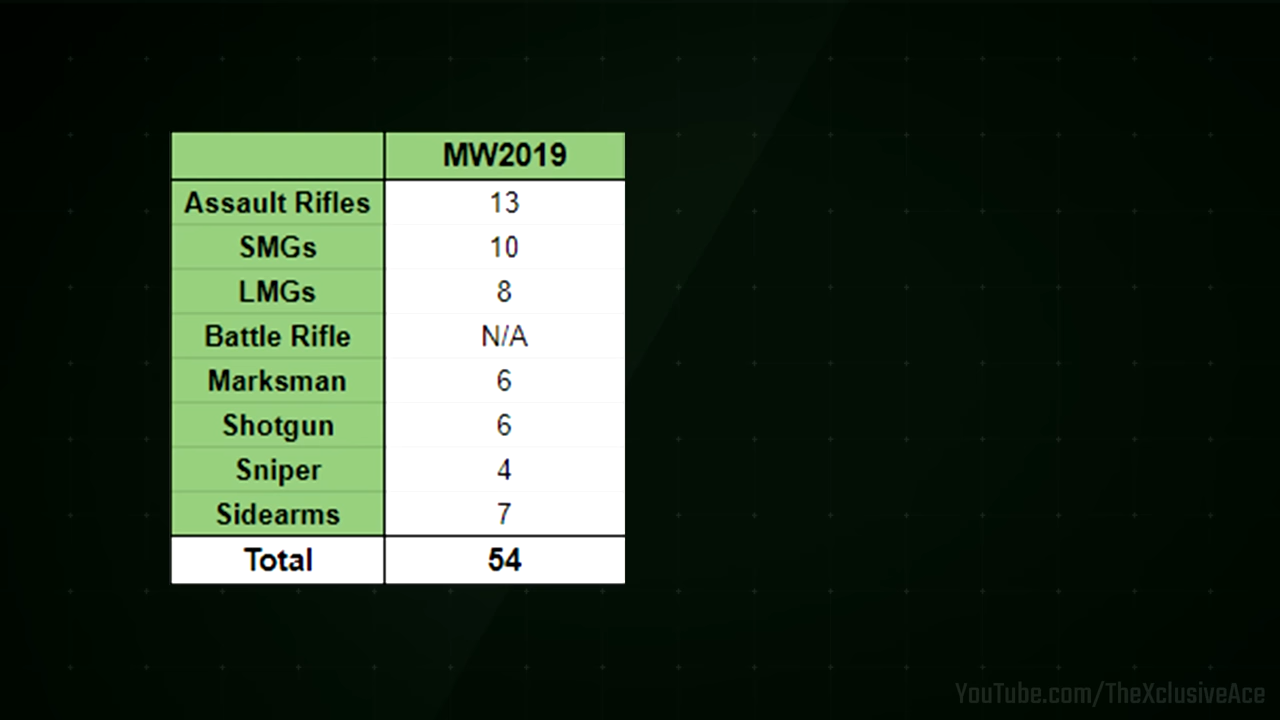 MW2019
Assault Rifles 13
SMGs 10
LMGs 8
Battle Rifle N/A
Marksman 6
Shotgun 6
Sniper 4
Sidearms 7
Total 54
YouTube.com/TheXclusiveAce